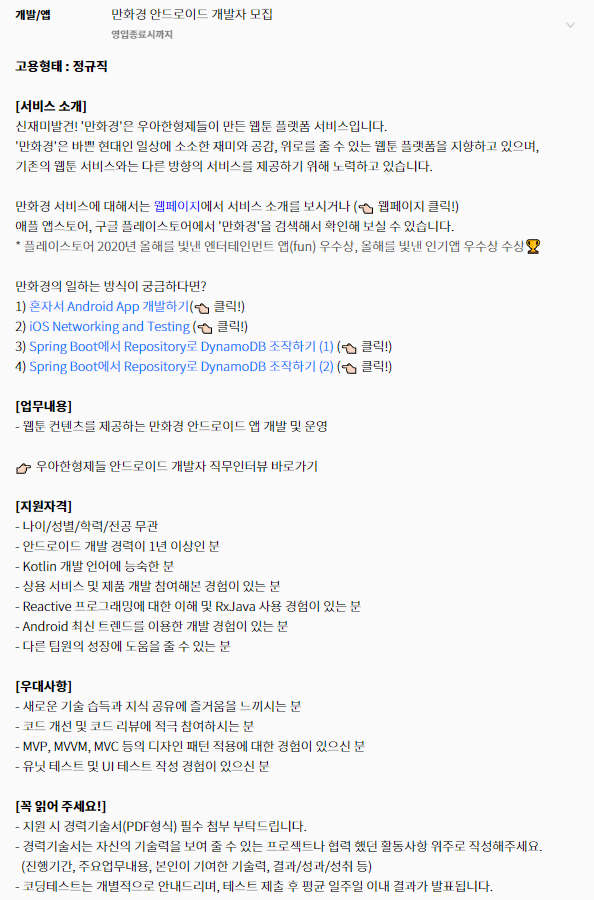 개발/앱 만화경 안드로이드 개발자 모집
영입종료시까지
고용형태 : 정규직
[서비스 소개]
신재미발견! '만화경'은 우아한형제들이 만든 웹툰 플랫폼 서비스입니다.
'만화경'은 바쁜 현대인 일상에 소소한 재미와 공감, 위로를 줄 수 있는 웹툰 플랫폼을 지향하고 있으며,
기존의 웹툰 서비스와는 다른 방향의 서비스를 제공하기 위해 노력하고 있습니다.
만화경 서비스에 대해서는 웹페이지에서 서비스 소개를 보시거나 (👈 웹페이지 클릭!)
애플 앱스토어, 구글 플레이스토어에서 '만화경'을 검색해서 확인해 보실 수 있습니다.
* 플레이스토어 2020년 올해를 빛낸 엔터테인먼트 앱(fun) 우수상, 올해를 빛낸 인기앱 우수상 수상🏆
만화경의 일하는 방식이 궁금하다면?
1) 혼자서 Android App 개발하기(👈 클릭!)
2) iOS Networking and Testing (👈 클릭!)
3) Spring Boot에서 Repository로 DynamoDB 조작하기 (1) (👈 클릭!)
4) Spring Boot에서 Repository로 DynamoDB 조작하기 (2) (👈 클릭!)
[업무내용]
- 웹툰 컨텐츠를 제공하는 만화경 안드로이드 앱 개발 및 운영
👉 우아한형제들 안드로이드 개발자 직무인터뷰 바로가기
[지원자격]
- 나이/성별/학력/전공 무관
- 안드로이드 개발 경력이 1년 이상인 분
- Kotlin 개발 언어에 능숙한 분
- 상용 서비스 및 제품 개발 참여해본 경험이 있는 분
- Reactive 프로그래밍에 대한 이해 및 RxJava 사용 경험이 있는 분
- Android 최신 트렌드를 이용한 개발 경험이 있는 분
- 다른 팀원의 성장에 도움을 줄 수 있는 분
[우대사항]
- 새로운 기술 습득과 지식 공유에 즐거움을 느끼시는 분
- 코드 개선 및 코드 리뷰에 적극 참여하시는 분
- MVP, MVVM, MVC 등의 디자인 패턴 적용에 대한 경험이 있으신 분
- 유닛 테스트 및 UI 테스트 작성 경험이 있으신 분
[꼭 읽어 주세요!]
- 지원 시 경력기술서(PDF형식) 필수 첨부 부탁드립니다.
- 경력기술서는 자신의 기술력을 보여 줄 수 있는 프로젝트나 협력 했던 활동사항 위주로 작성해주세요.
(진행기간, 주요업무내용, 본인이 기여한 기술력, 결과/성과/성취 등)
- 코딩테스트는 개별적으로 안내드리며, 테스트 제출 후 평균 일주일 이내 결과가 발표됩니다.